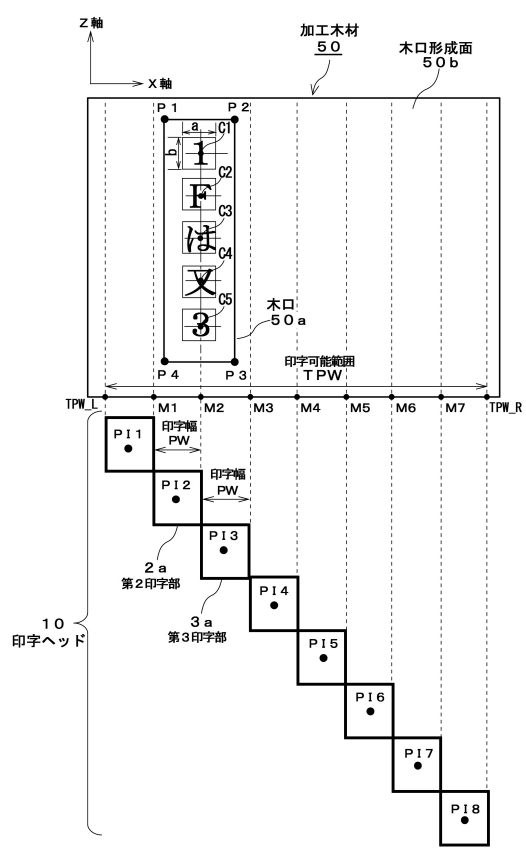 Z軸
X軸
加工木材
50
木口形成面
50b
P1
P2
a
b
C1
1
C2
F
C3
は
C4
又
C5
3
木口
50a
P4
P3
印字可能範囲
TPW
TPW_L
M1
M2
M3
M4
M5
M6
M7
TPW_R
PI1
印字幅
PW
PI2
印字幅
PW
PI3
2a
第2印字部
3a
第3印字部
PI4
10
印字ヘッド
PI5
PI6
PI7
PI8